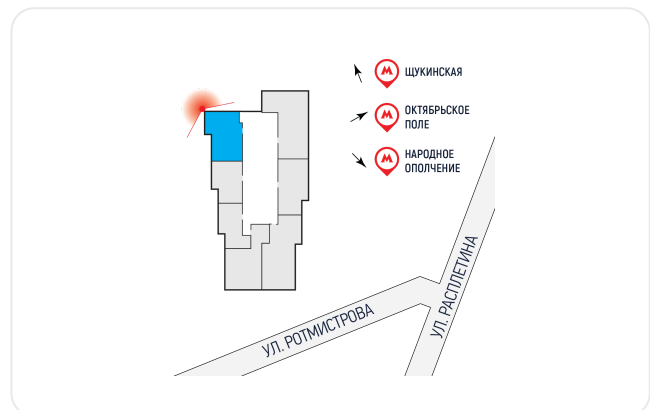 ЩУКИНСКАЯ
ОКТЯБРЬСКОЕ
ПОЛЕ
НАРОДНОЕ
ОПОЛЧЕНИЕ
УЛ. РОТМИСТРОВА
УЛ. РАСПЛЕТИНА